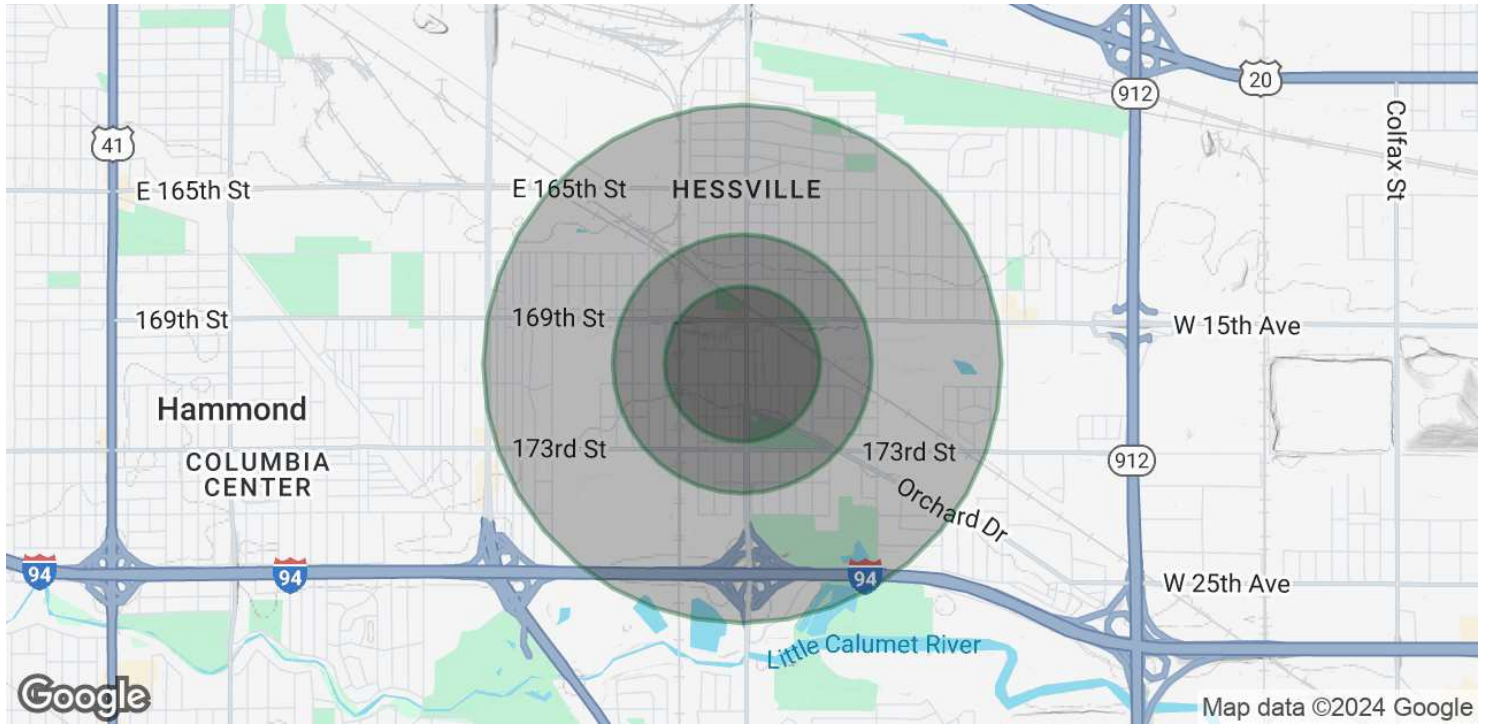 20
912
41
Colfax St
E 165th St
E 165th St
HESSVILLE
169th St
169th St
W 15th Ave
Hammond
COLUMBIA
CENTER
173rd St
173rd St
912
Orchard Dr
94
94
94
W 25th Ave
Little Calumet River
Google
Map data ©2024 Google